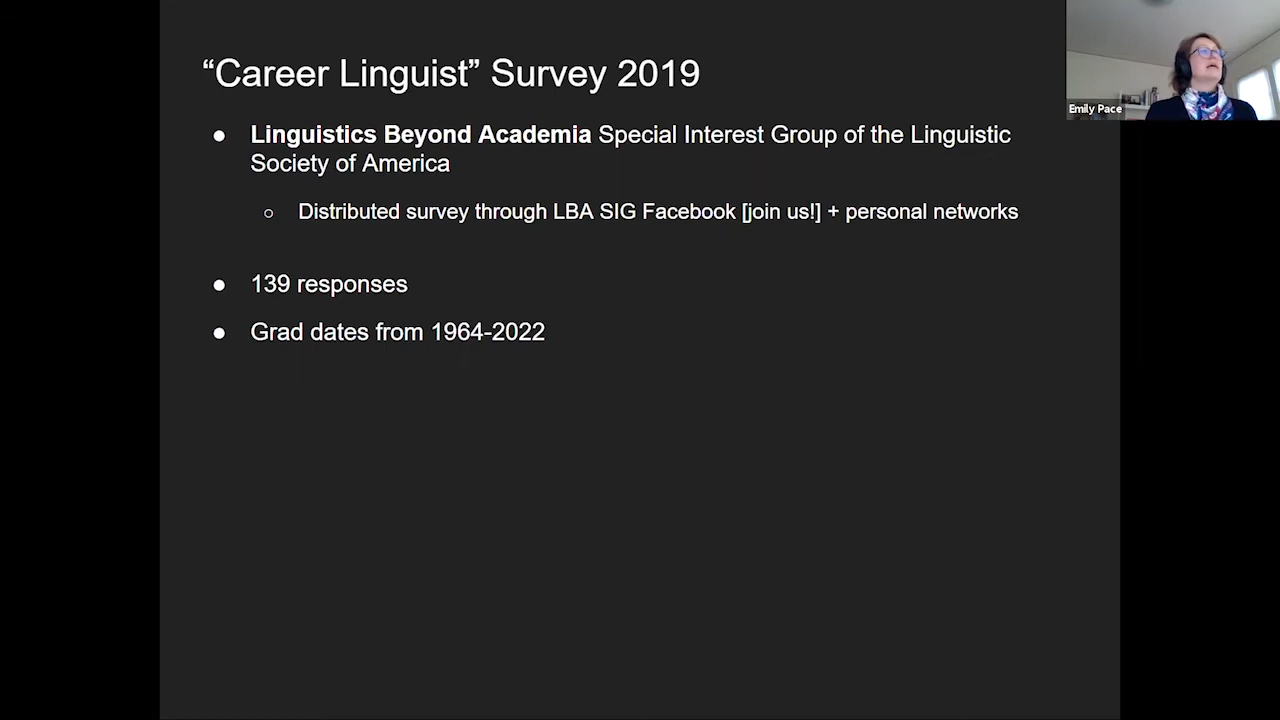 “Career Linguist” Survey 2019
● Linguistics Beyond Academia Special Interest Group of the Linguistic
Society of America
○ Distributed survey through LBA SIG Facebook [join us!] + personal networks
● 139 responses
● Grad dates from 1964-2022
Emily Pace